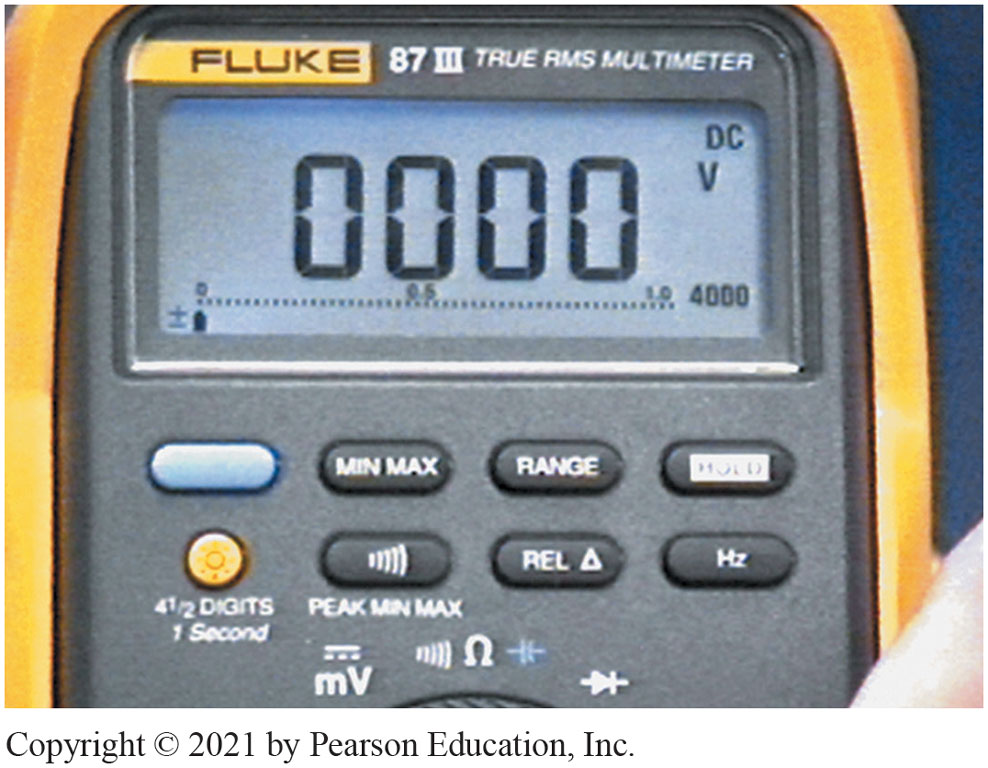 FLUKE 87 III TRUE RMS MULTIMETER
DC
V
0000
0 0.5 1.0 4000
±
MIN MAX RANGE HOLD
REL Δ Hz
4 1/2 DIGITS PEAK MIN MAX
1 Second
mV Ω
Copyright © 2021 by Pearson Education, Inc.